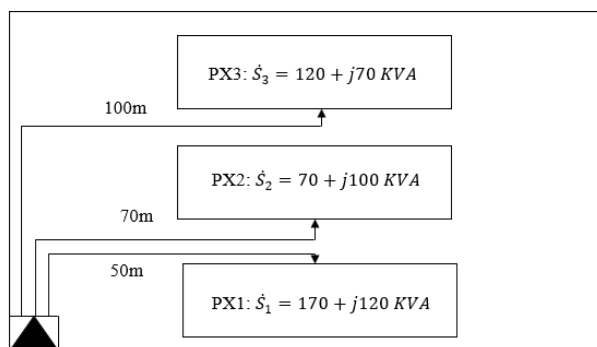 PX3: Ṡ₃ = 120 + j70 KVA
100m
PX2: Ṡ₂ = 70 + j100 KVA
70m
50m
PX1: Ṡ₁ = 170 + j120 KVA